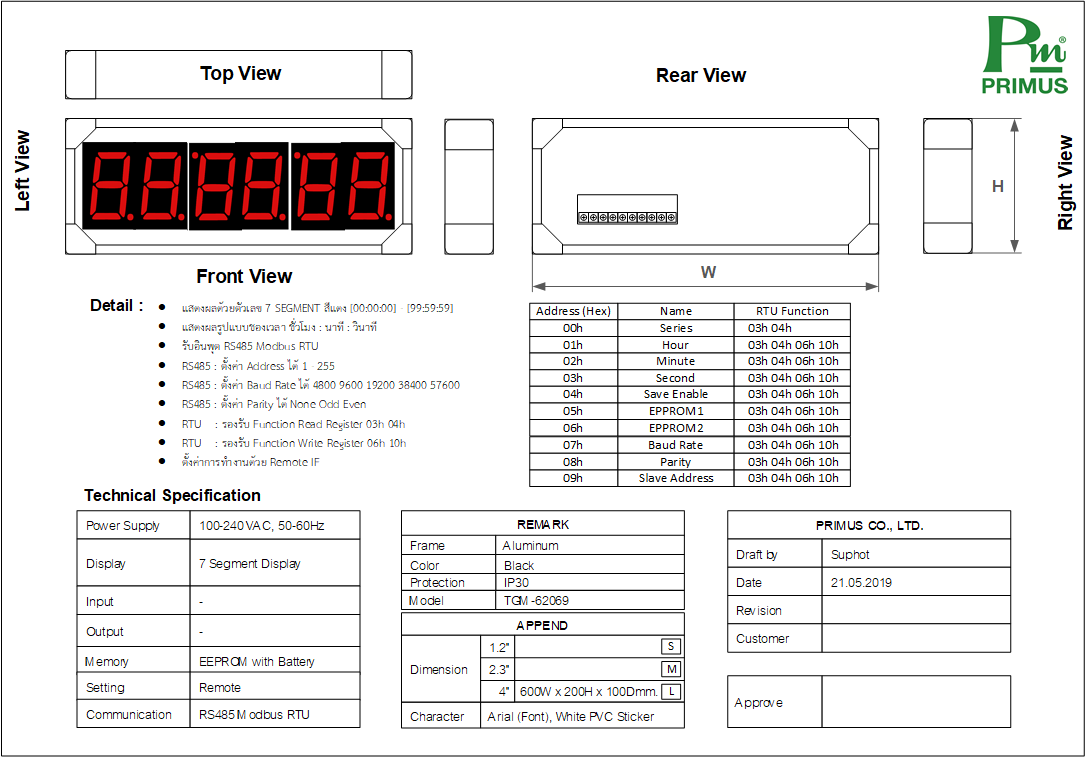 Top View
Rear View
Pm®
PRIMUS
Left View
88.88.88
H
Right View
W
Front View
Detail :
• แสดงผลด้วยตัวเลข 7 SEGMENT สีแดง [00:00:00] - [99:59:59]
• แสดงผลรูปแบบของเวลา ชั่วโมง : นาที : วินาที
• รับอินพุต RS485 Modbus RTU
• RS485 : ตั้งค่า Address ได้ 1 - 255
• RS485 : ตั้งค่า Baud Rate ได้ 4800 9600 19200 38400 57600
• RS485 : ตั้งค่า Parity ได้ None Odd Even
• RTU : รองรับ Function Read Register 03h 04h
• RTU : รองรับ Function Write Register 06h 10h
• ตั้งค่าการทำงานด้วย Remote IF
Address (Hex) Name RTU Function
00h Series 03h 04h
01h Hour 03h 04h 06h 10h
02h Minute 03h 04h 06h 10h
03h Second 03h 04h 06h 10h
04h Save Enable 03h 04h 06h 10h
05h EPPROM1 03h 04h 06h 10h
06h EPPROM2 03h 04h 06h 10h
07h Baud Rate 03h 04h 06h 10h
08h Parity 03h 04h 06h 10h
09h Slave Address 03h 04h 06h 10h
Technical Specification
Power Supply 100-240 VAC, 50-60Hz
Display 7 Segment Display
Input -
Output -
Memory EEPROM with Battery
Setting Remote
Communication RS485 Modbus RTU
REMARK
Frame Aluminum
Color Black
Protection IP30
Model TGM-62069
APPEND
Dimension
1.2" S
2.3" M
4" 600W x 200H x 100Dmm. L
Character Arial (Font), White PVC Sticker
PRIMUS CO., LTD.
Draft by Suphot
Date 21.05.2019
Revision
Customer
Approve